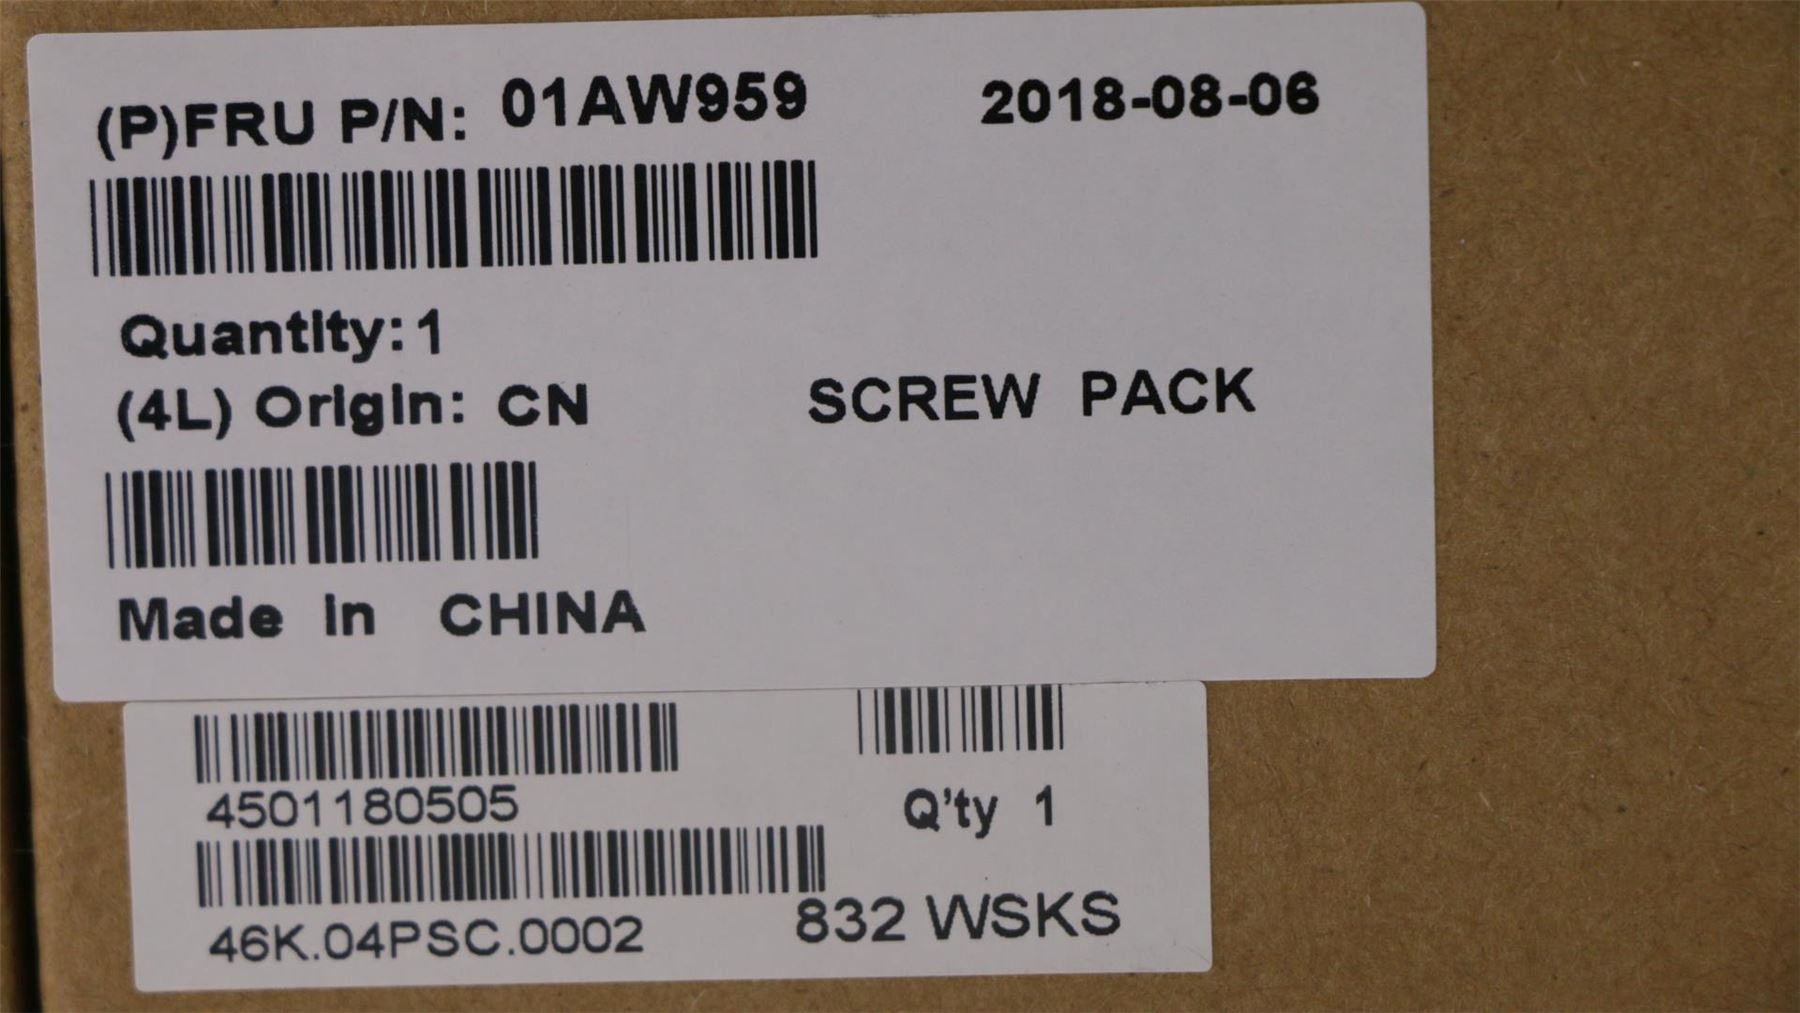 (P)FRU P/N: 01AW959 2018-08-06
Quantity: 1
(4L) Origin: CN SCREW PACK
Made in CHINA
4501180505
Q'ty 1
46K.04PSC.0002
832 WSKS